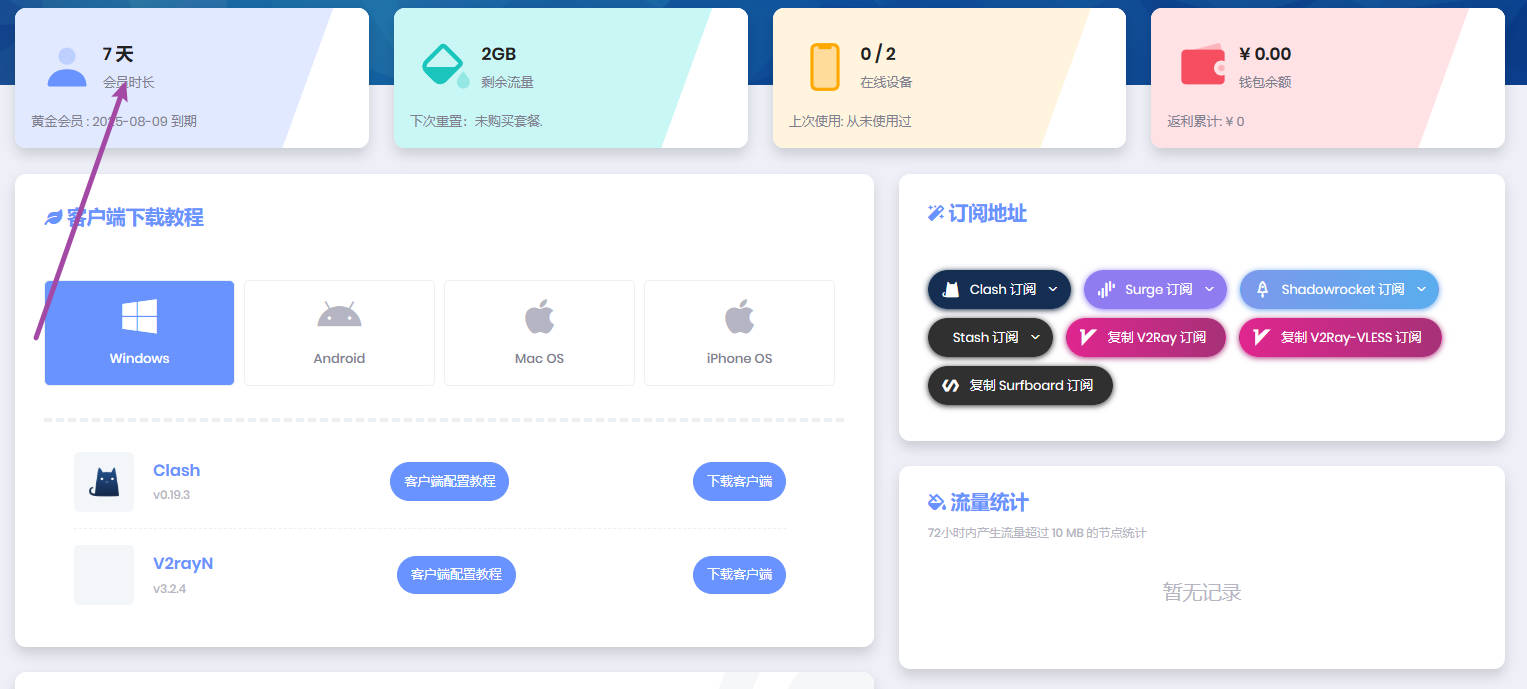 7 天
会员时长
黄金会员 : 2025-08-09 到期
2GB
剩余流量
下次重置：未购买套餐.
0 / 2
在线设备
上次使用: 从未使用过
¥ 0.00
钱包余额
返利累计: ¥ 0
客户端下载教程
Windows
Android
Mac OS
iPhone OS
Clash
v0.19.3
客户端配置教程
下载客户端
V2rayN
v3.2.4
客户端配置教程
下载客户端
订阅地址
Clash 订阅
Surge 订阅
Shadowrocket 订阅
Stash 订阅
复制 V2Ray 订阅
复制 V2Ray-VLESS 订阅
复制 Surfboard 订阅
流量统计
72小时内产生流量超过 10 MB 的节点统计
暂无记录